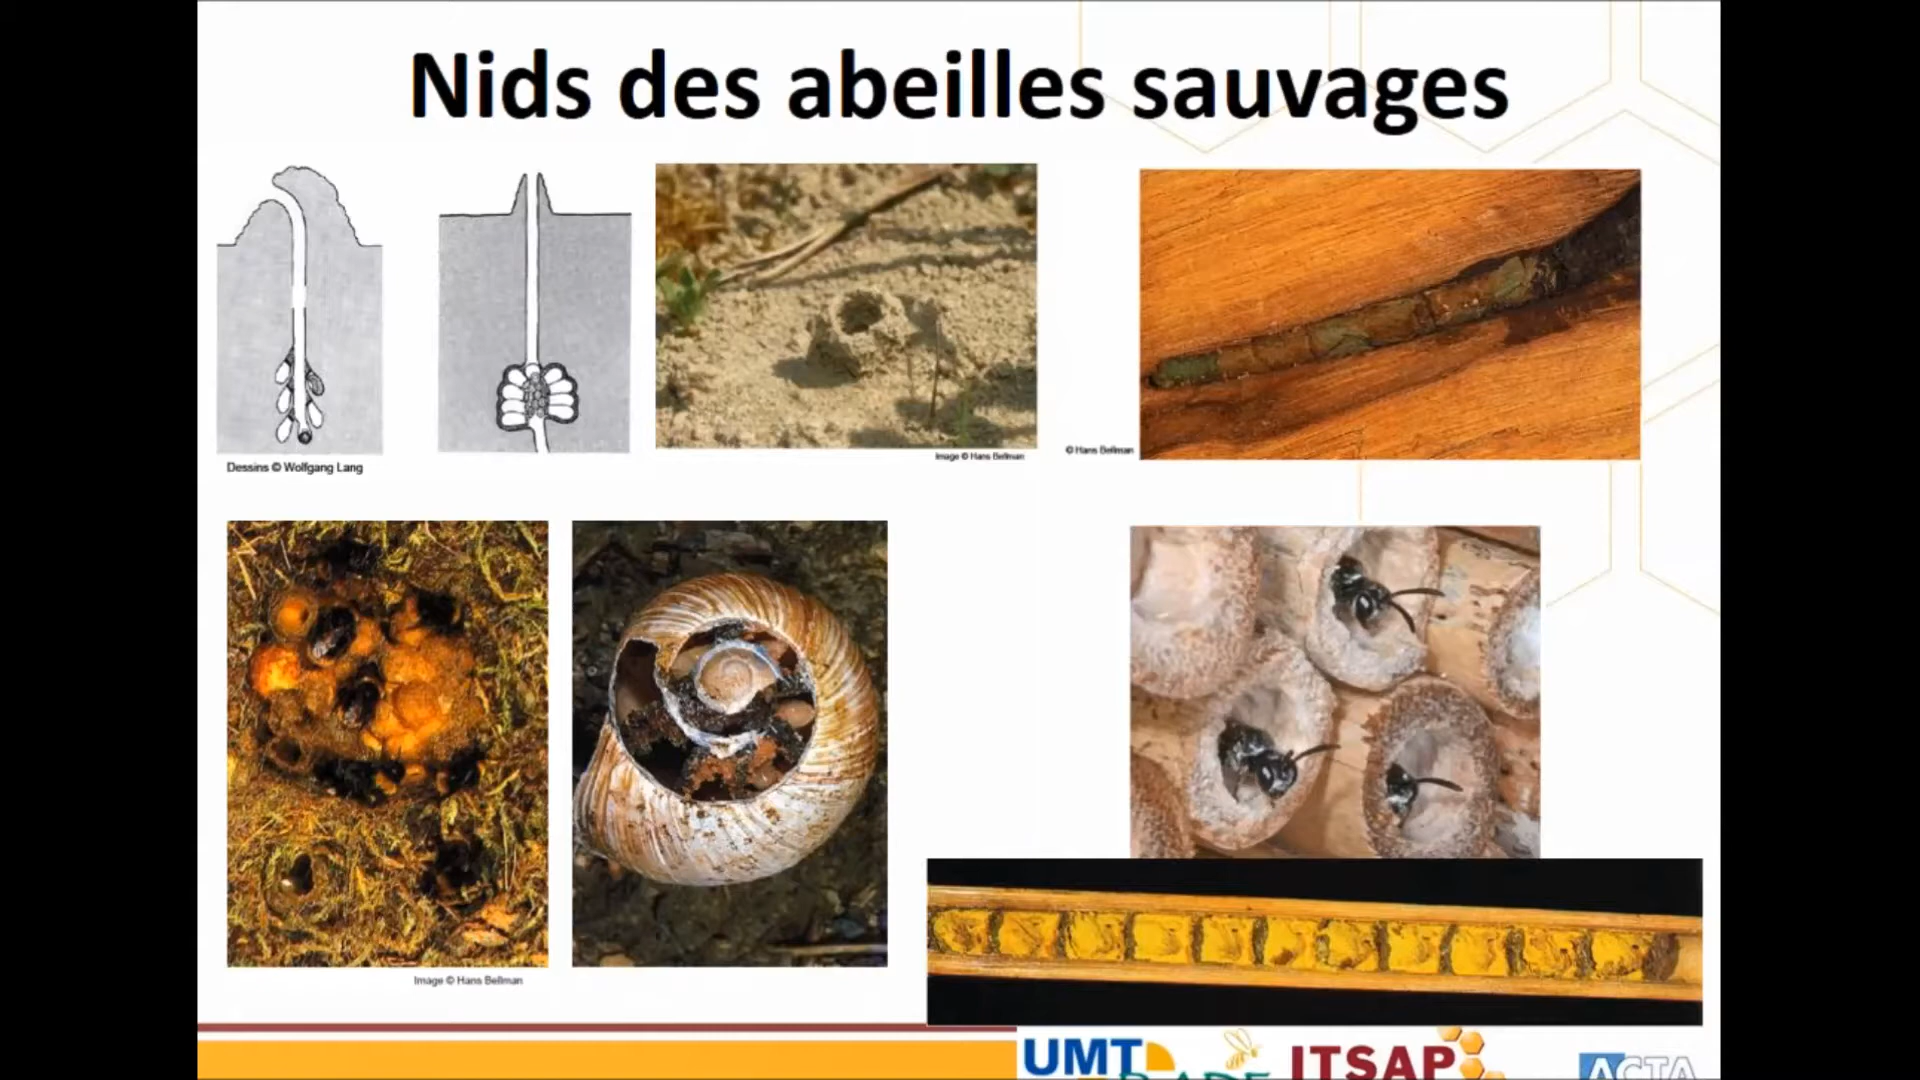 Nids des abeilles sauvages
Dessins © Wolfgang Lang
Image © Hans Bellman
© Hans Bellman
Image © Hans Bellman
UMT
ITSAP
ACTA